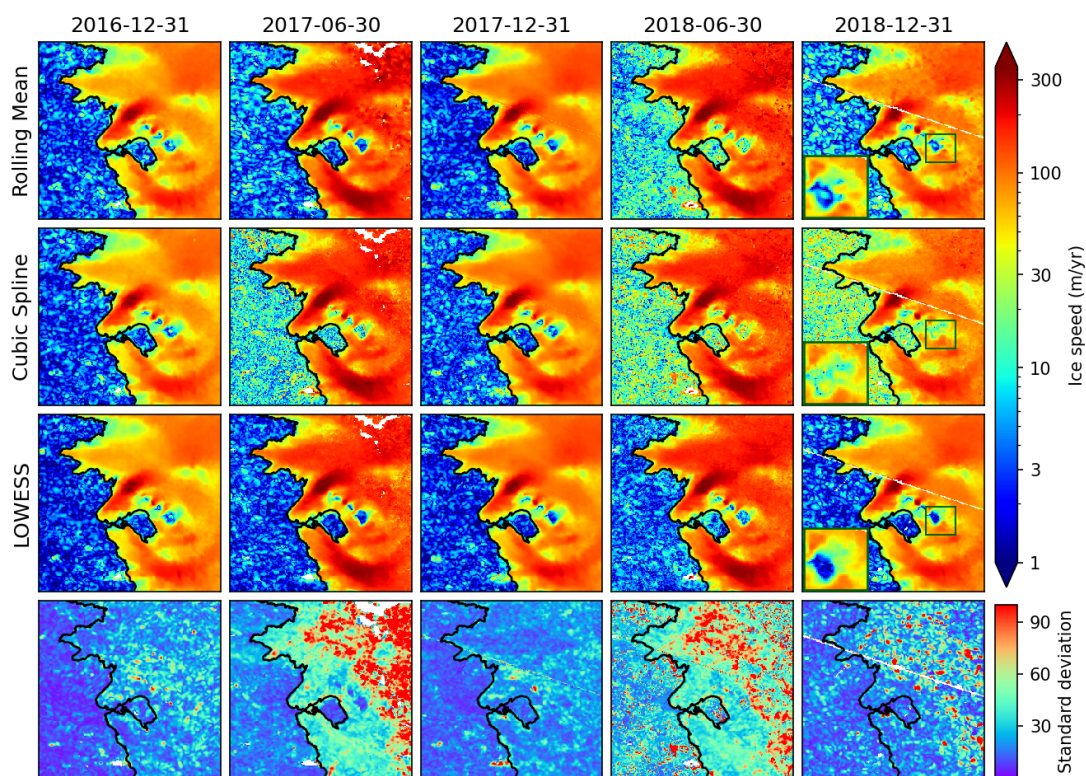 2016-12-31 2017-06-30 2017-12-31 2018-06-30 2018-12-31
Rolling Mean
Cubic Spline
LOWESS
300
100
30
10
3
1
Ice speed (m/yr)
90
60
30
Standard deviation